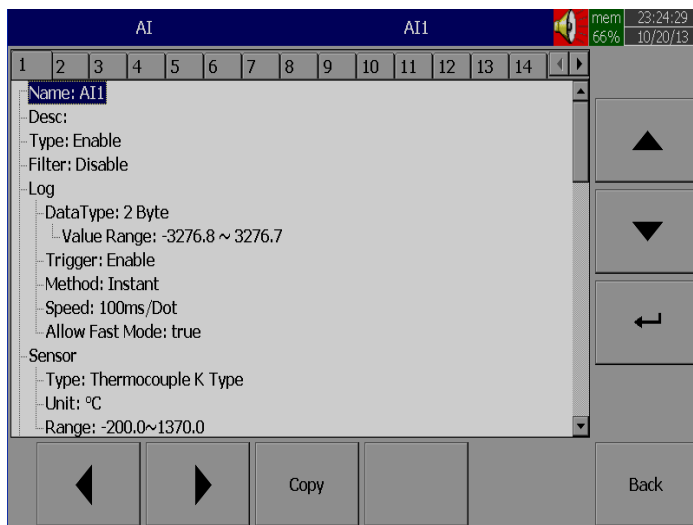 AI AI1 mem 23:24:29
66% 10/20/13
1 2 3 4 5 6 7 8 9 10 11 12 13 14
Name: AI1
Desc:
Type: Enable
Filter: Disable
Log
DataType: 2 Byte
Value Range: -3276.8 ~ 3276.7
Trigger: Enable
Method: Instant
Speed: 100ms/Dot
Allow Fast Mode: true
Sensor
Type: Thermocouple K Type
Unit: ºC
Range: -200.0~1370.0
Copy Back